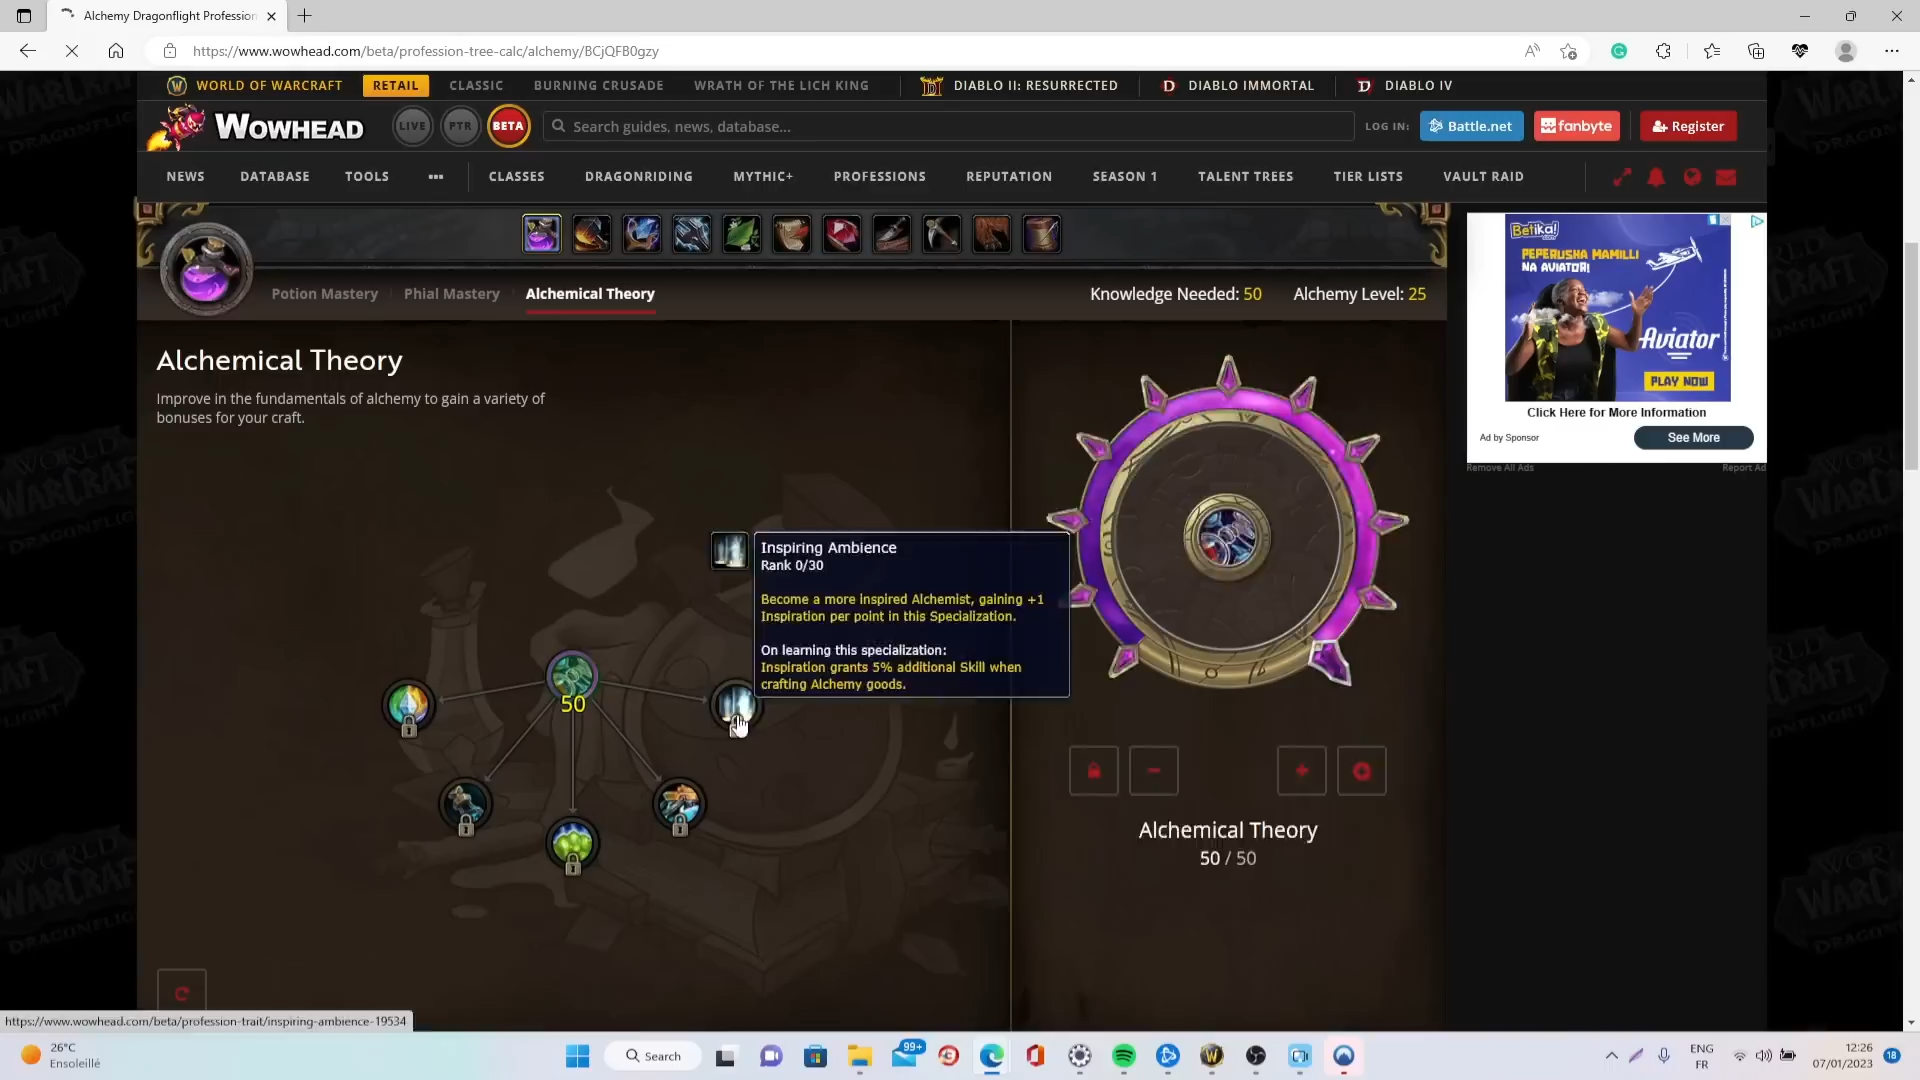 Alchemy Dragonflight Profession
https://www.wowhead.com/beta/profession-tree-calc/alchemy/BCjQFB0gzy
WORLD OF WARCRAFT RETAIL CLASSIC BURNING CRUSADE WRATH OF THE LICH KING DIABLO II: RESURRECTED DIABLO IMMORTAL DIABLO IV
WOWHEAD LIVE PTR BETA Search guides, news, database... LOG IN: Battle.net fanbyte Register
NEWS DATABASE TOOLS ••• CLASSES DRAGONRIDING MYTHIC+ PROFESSIONS REPUTATION SEASON 1 TALENT TREES TIER LISTS VAULT RAID
Potion Mastery Phial Mastery Alchemical Theory Knowledge Needed: 50 Alchemy Level: 25
Alchemical Theory
Improve in the fundamentals of alchemy to gain a variety of
bonuses for your craft.
Inspiring Ambience
Rank 0/30
Become a more inspired Alchemist, gaining +1
Inspiration per point in this Specialization.
On learning this specialization:
Inspiration grants 5% additional Skill when
crafting Alchemy goods.
50
Alchemical Theory
50 / 50
Betika!
PEPERUSHA MAMILLI
NA AVIATOR!
Aviator
PLAY NOW
Click Here for More Information
Ad by Sponsor
See More
Remove All Ads
Report Ad
https://www.wowhead.com/beta/profession-trait/inspiring-ambience-19534
26°C
Ensoleillé
Search
99+
ENG
FR
12:26
07/01/2023
18